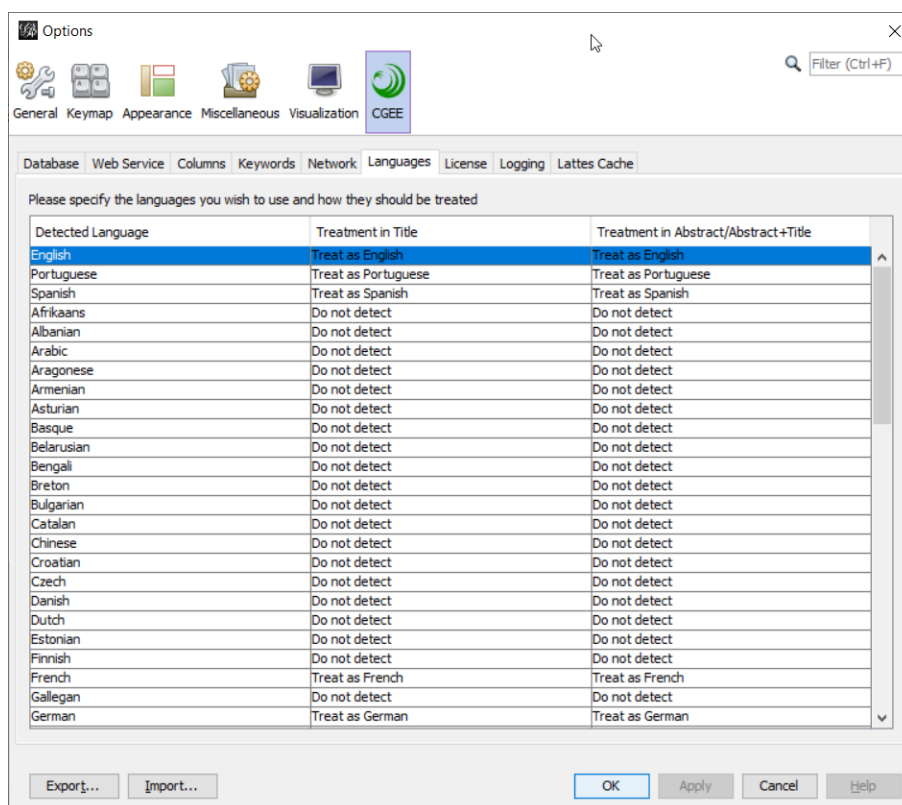 Options
Filter (Ctrl+F)
General Keymap Appearance Miscellaneous Visualization CGEE
Database Web Service Columns Keywords Network Languages License Logging Lattes Cache
Please specify the languages you wish to use and how they should be treated
Detected Language Treatment in Title Treatment in Abstract/Abstract+Title
English Treat as English Treat as English
Portuguese Treat as Portuguese Treat as Portuguese
Spanish Treat as Spanish Treat as Spanish
Afrikaans Do not detect Do not detect
Albanian Do not detect Do not detect
Arabic Do not detect Do not detect
Aragonese Do not detect Do not detect
Armenian Do not detect Do not detect
Asturian Do not detect Do not detect
Basque Do not detect Do not detect
Belarusian Do not detect Do not detect
Bengali Do not detect Do not detect
Breton Do not detect Do not detect
Bulgarian Do not detect Do not detect
Catalan Do not detect Do not detect
Chinese Do not detect Do not detect
Croatian Do not detect Do not detect
Czech Do not detect Do not detect
Danish Do not detect Do not detect
Dutch Do not detect Do not detect
Estonian Do not detect Do not detect
Finnish Do not detect Do not detect
French Treat as French Treat as French
Gallegan Do not detect Do not detect
German Treat as German Treat as German
Export... Import... OK Apply Cancel Help